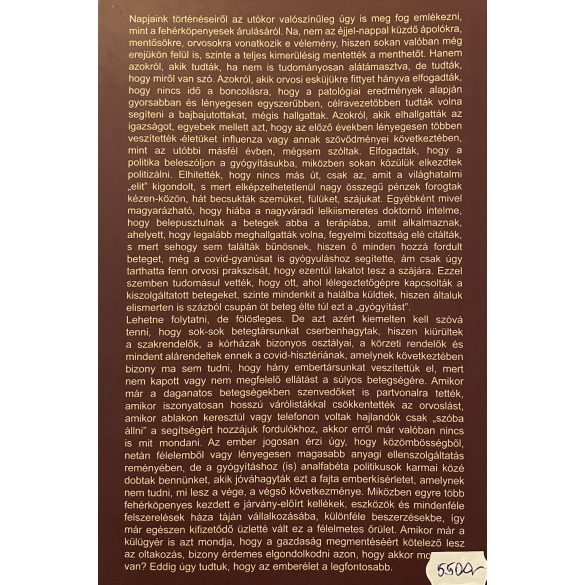 Napjaink történéseiről az utókor valószínűleg úgy is meg fog emlékezni,
mint a fehérköpenyesek árulásáról. Na, nem az éjjel-nappal küzdő ápolókra,
mentősökre, orvosokra vonatkozik e vélemény, hiszen sokan valóban még
erejükön felül is, szinte a teljes kimerülésig mentették a menthetőt. Hanem
azokról, akik tudták, ha nem is tudományosan alátámasztva, de tudták,
hogy miről van szó. Azokról, akik orvosi esküjükre fittyet hányva elfogadták,
hogy nincs idő a boncolásra, hogy a patológiai eredmények alapján
gyorsabban és lényegesen egyszerűbben, célravezetőbben tudták volna
segíteni a bajbajutottakat, mégis hallgattak. Azokról, akik elhallgatták az
igazságot, egyebek mellett azt, hogy az előző években lényegesen többen
veszítették életüket influenza vagy annak szövődményei következtében,
mint az utóbbi másfél évben, mégsem szóltak. Elfogadták, hogy a
politika beleszóljon a gyógyításukba, miközben sokan közülük elkezdtek
politizálni. Elhitették, hogy nincs más út, csak az, amit a világhatalmi
„elit" kigondolt, s mert elképzelhetetlenül nagy összegű pénzek forogtak
kézen-közön, hát becsukták szemüket, fülüket, szájukat. Egyébként mivel
magyarázható, hogy hiába a nagyváradi lelkiismeretes doktornő intelme,
hogy belepusztulnak a betegek abba a terápiába, amit alkalmaznak,
ahelyett, hogy legalább meghallgatták volna, fegyelmi bizottság elé citálták,
s mert sehogy sem találták bűnösnek, hiszen ő minden hozzá fordult
beteget, még a covid-gyanúsat is gyógyuláshoz segítette, ám csak úgy
tarthatta fenn orvosi praksziszát, hogy ezentúl lakatot tesz a szájára. Ezzel
szemben tudomásul vették, hogy ott, ahol lélegeztetőgépre kapcsolták a
kiszolgáltatott betegeket, szinte mindenkit a halálba küldtek, hiszen általuk
elismerten is százból csupán öt beteg élte túl ezt a „gyógyítást".
Lehetne folytatni, de fölösleges. De azt azért kiemelten kell szóvá
tenni, hogy sok-sok betegtársunkat cserbenhagytak, hiszen kiürültek
a szakrendelők, a kórházak bizonyos osztályai, a körzeti rendelők és
mindent alárendeltek ennek a covid-hisztériának, amelynek következtében
bizony ma sem tudni, hogy hány embertársunkat veszítettük el, mert
nem kapott vagy nem megfelelő ellátást a súlyos betegségére. Amikor
már a daganatos betegségekben szenvedőket is partvonalra tették,
amikor iszonyatosan hosszú várólistákkal csökkentették az orvoslást,
amikor ablakon keresztül vagy telefonon voltak hajlandók csak „szóba
állni" a segítségért hozzájuk fordulókhoz, akkor erről már valóban nincs
is mit mondani. Az ember jogosan érzi úgy, hogy közömbösségből,
netán félelemből vagy lényegesen magasabb anyagi ellenszolgáltatás
reményében, de a gyógyításhoz (is) analfabéta politikusok karmai közé
dobtak bennünket, akik jóváhagyták ezt a fajta emberkísérletet, amelynek
nem tudni, mi lesz a vége, a végső következménye. Miközben egyre több
fehérköpenyes kezdett e járvány-előírt kellékek, eszközök és mindenféle
felszerelések háza táján vállalkozásába, különféle beszerzésekbe, így
már egészen kifizetődő üzletté vált ez a félelmetes őrület. Amikor már a
külügyér is azt mondja, hogy a gazdaság megmentéséért kötelező lesz
az oltakozás, bizony érdemes elgondolkodni azon, hogy akkor
van? Eddig úgy tudtuk, hogy az emberélet a legfontosabb.
5500,-